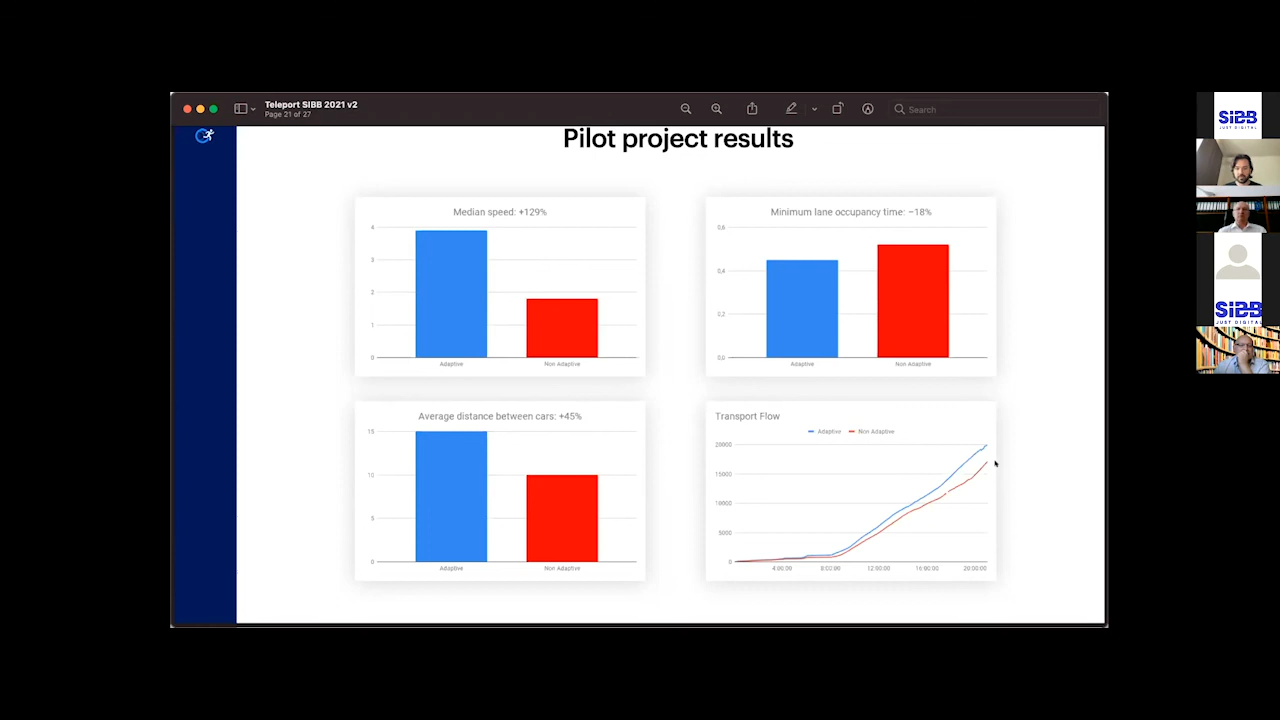 Teleport SIBB 2021 v2
Page 21 of 27
Search
Pilot project results
Median speed: +129%
4
3
2
1
0
Adaptive
Non Adaptive
Minimum lane occupancy time: −18%
0,6
0,4
0,2
0,0
Adaptive
Non Adaptive
Average distance between cars: +45%
15
10
5
0
Adaptive
Non Adaptive
Transport Flow
Adaptive
Non Adaptive
20000
15000
10000
5000
0
4:00:00
8:00:00
12:00:00
16:00:00
20:00:00
SiBB
JUST DIGITAL
SiBB
JUST DIGITAL